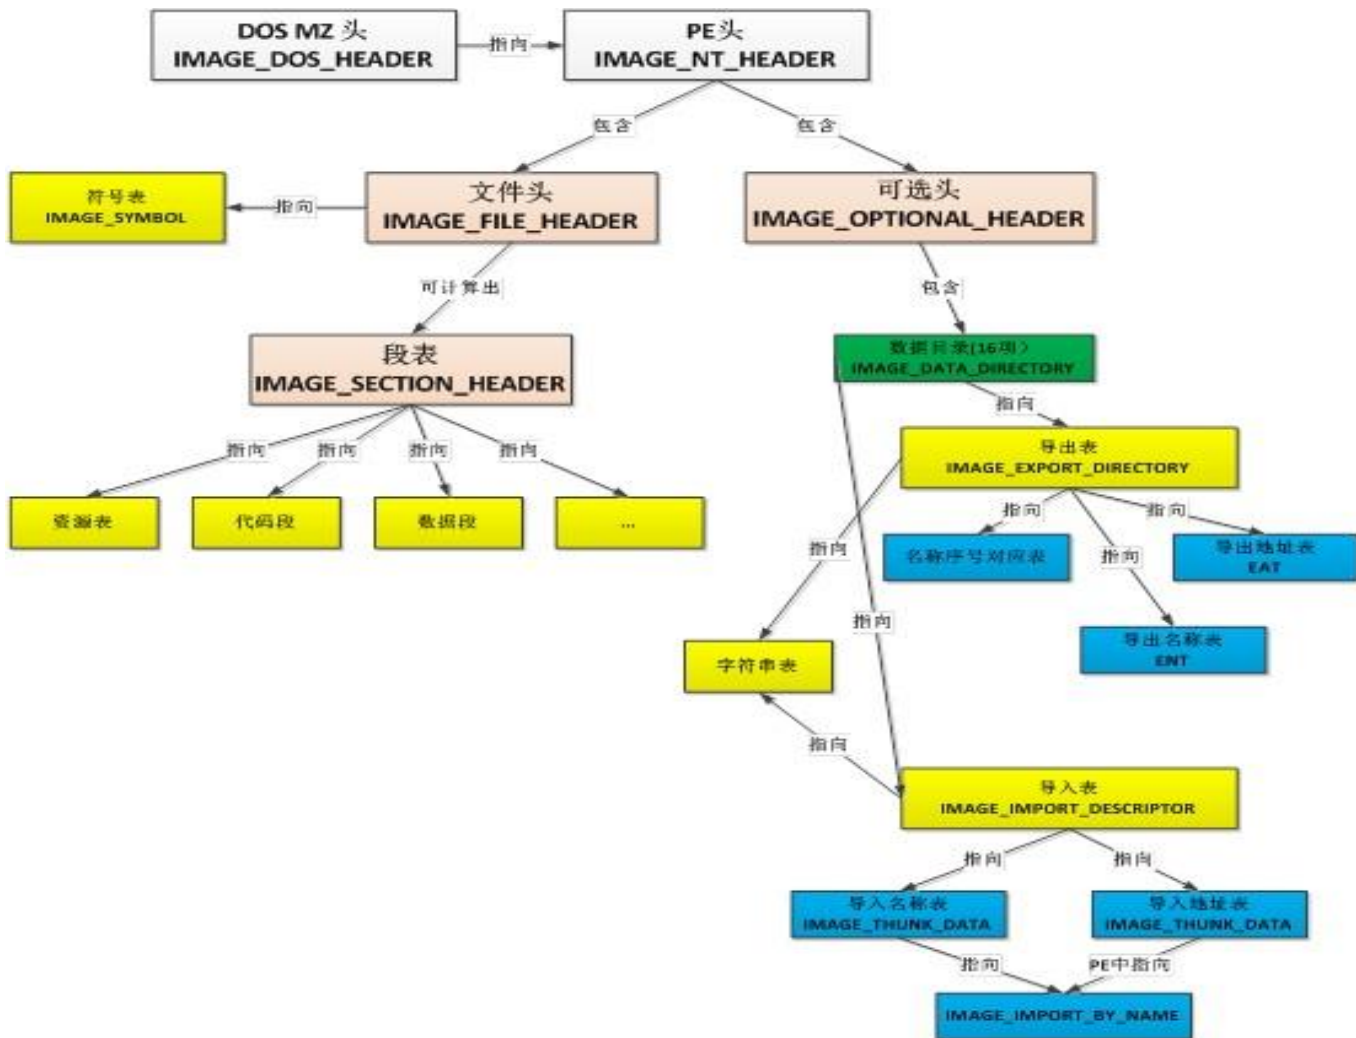 DOS MZ 头
IMAGE_DOS_HEADER
指向
PE头
IMAGE_NT_HEADER
包含
包含
符号表
IMAGE_SYMBOL
指向
文件头
IMAGE_FILE_HEADER
可选头
IMAGE_OPTIONAL_HEADER
可计算出
包含
段表
IMAGE_SECTION_HEADER
数据目录(16项)
IMAGE_DATA_DIRECTORY
指向
指向
指向
指向
指向
导出表
IMAGE_EXPORT_DIRECTORY
资源表
代码段
数据段
...
指向
指向
指向
指向
名称序号对应表
导出地址表
EAT
指向
导出名称表
ENT
字符串表
指向
导入表
IMAGE_IMPORT_DESCRIPTOR
指向
指向
导入名称表
IMAGE_THUNK_DATA
导入地址表
IMAGE_THUNK_DATA
指向
PE中指向
IMAGE_IMPORT_BY_NAME